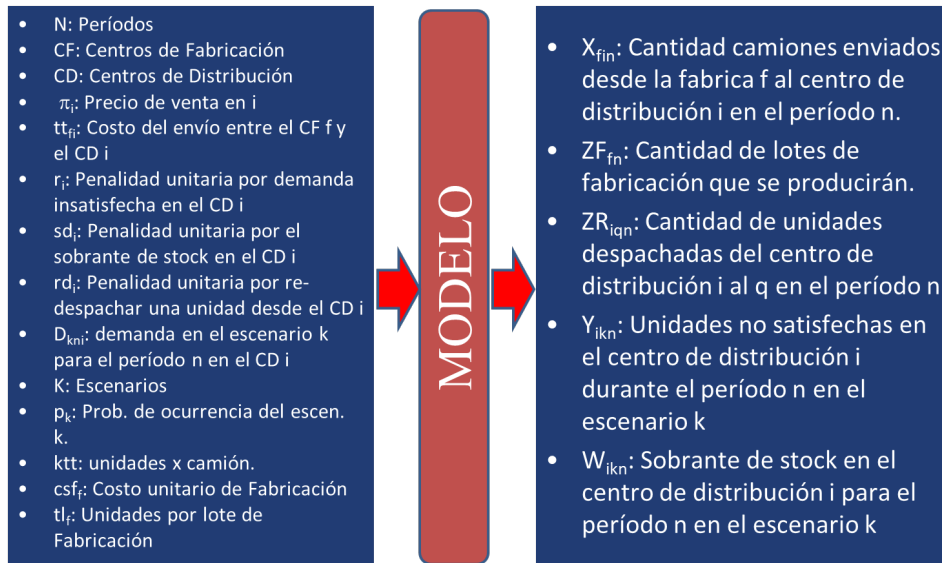 • N: Períodos
• CF: Centros de Fabricación
• CD: Centros de Distribución
• πi: Precio de venta en i
• ttfi: Costo del envío entre el CF f y
el CD i
• ri: Penalidad unitaria por demanda
insatisfecha en el CD i
• sdi: Penalidad unitaria por el
sobrante de stock en el CD i
• rdi: Penalidad unitaria por re-
despachar una unidad desde el CD i
• Dkni: demanda en el escenario k
para el período n en el CD i
• K: Escenarios
• pk: Prob. de ocurrencia del escen.
k.
• ktt: unidades x camión.
• csff: Costo unitario de Fabricación
• tlf: Unidades por lote de
Fabricación
MODELO
• Xfin: Cantidad camiones enviados
desde la fabrica f al centro de
distribución i en el período n.
• ZFfn: Cantidad de lotes de
fabricación que se producirán.
• ZRiqn: Cantidad de unidades
despachadas del centro de
distribución i al q en el período n
• Yikn: Unidades no satisfechas en
el centro de distribución i
durante el período n en el
escenario k
• Wikn: Sobrante de stock en el
centro de distribución i para el
período n en el escenario k